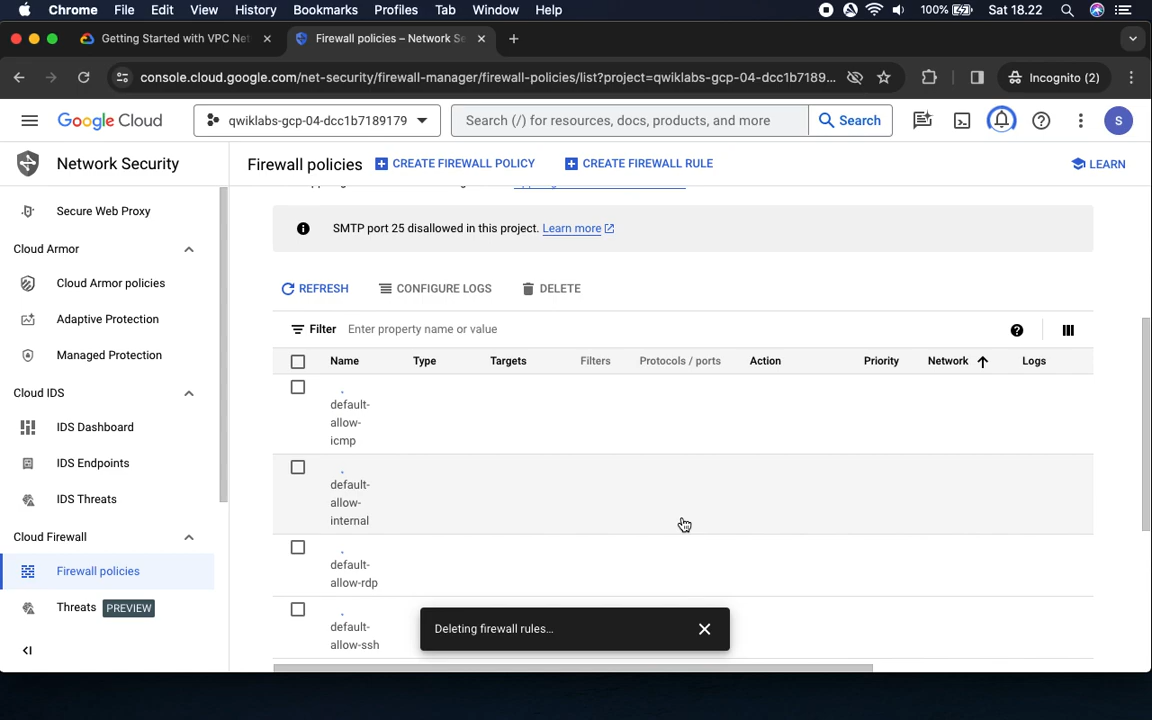 Chrome File Edit View History Bookmarks Profiles Tab Window Help 100% Sat 18.22
Getting Started with VPC Net
Firewall policies – Network Se
console.cloud.google.com/net-security/firewall-manager/firewall-policies/list?project=qwiklabs-gcp-04-dcc1b7189... Incognito (2)
Google Cloud qwiklabs-gcp-04-dcc1b7189179 Search (/) for resources, docs, products, and more Search S
Network Security
Firewall policies CREATE FIREWALL POLICY CREATE FIREWALL RULE LEARN
Secure Web Proxy
Cloud Armor
Cloud Armor policies
Adaptive Protection
Managed Protection
Cloud IDS
IDS Dashboard
IDS Endpoints
IDS Threats
Cloud Firewall
Firewall policies
Threats PREVIEW
SMTP port 25 disallowed in this project. Learn more
REFRESH CONFIGURE LOGS DELETE
Filter Enter property name or value
Name Type Targets Filters Protocols / ports Action Priority Network Logs
default-
allow-
icmp
default-
allow-
internal
default-
allow-rdp
default-
allow-ssh
Deleting firewall rules...